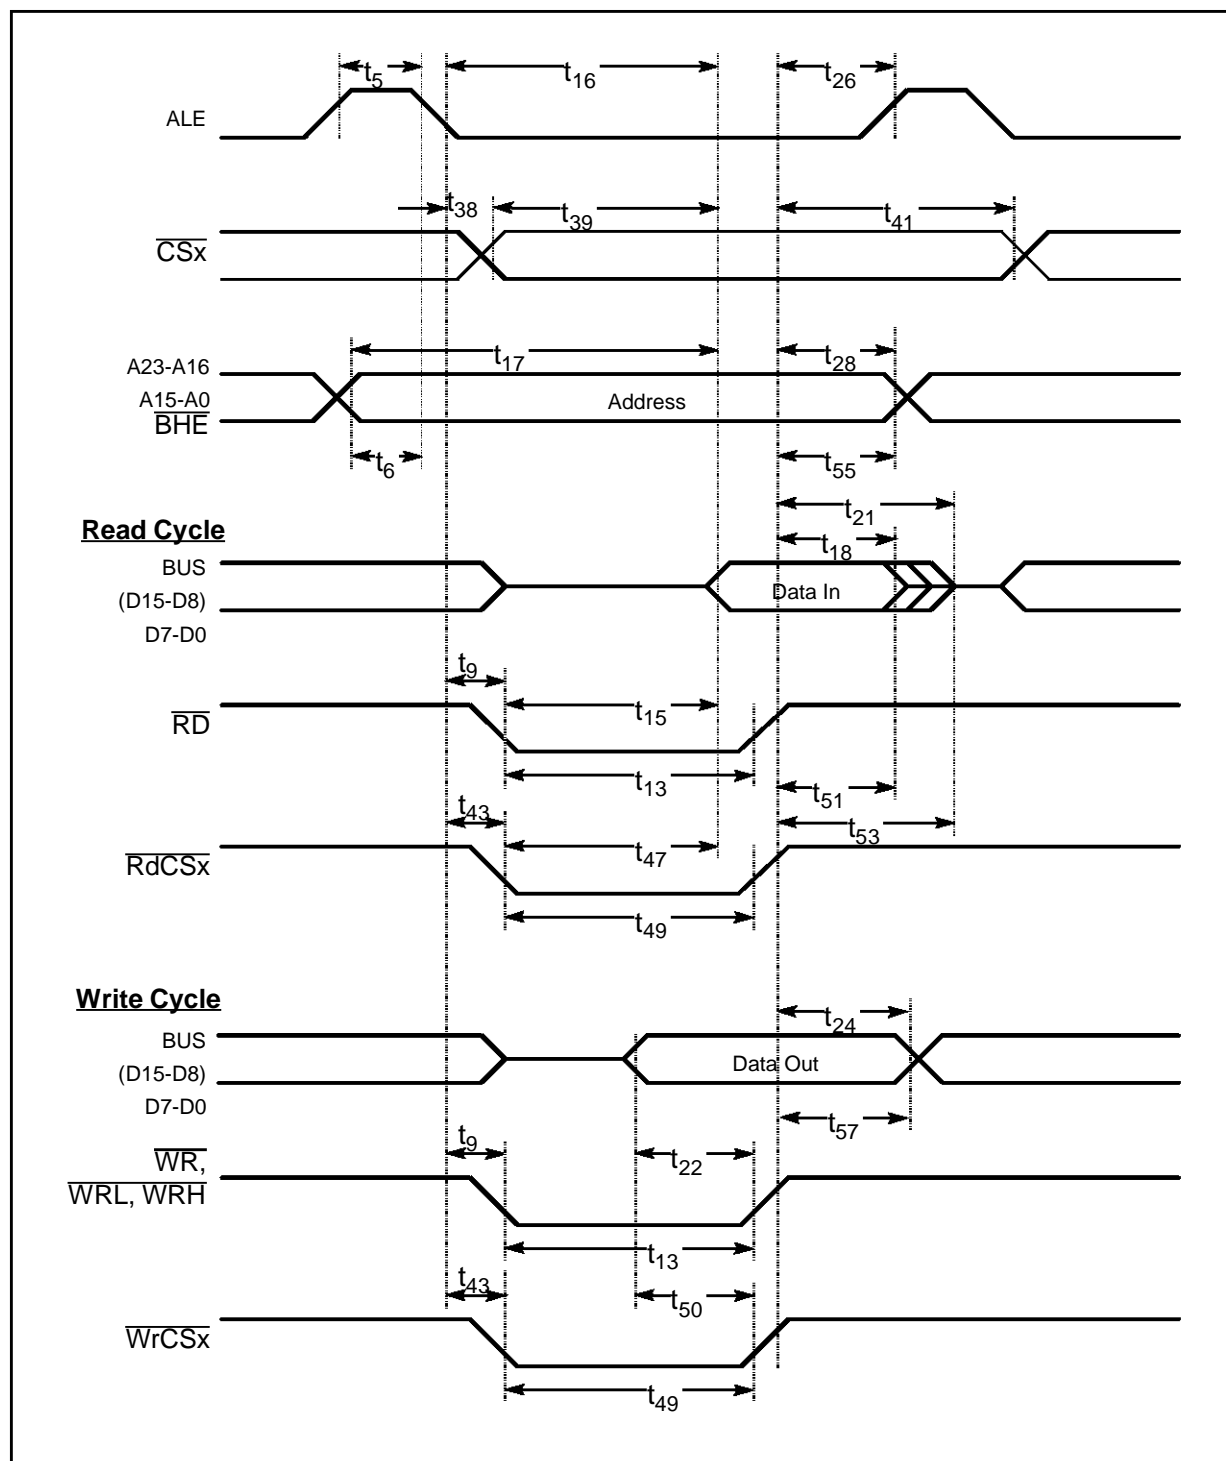 t5 t16 t26
ALE
t38 t39 t41
CSx
t17 t28
A23-A16
A15-A0
BHE
Address
t6 t55
t21
Read Cycle
t18
BUS
(D15-D8)
D7-D0
Data In
t9
t15
RD
t13 t51
t43 t53
t47
RdCSx
t49
Write Cycle
t24
BUS
(D15-D8)
D7-D0
Data Out
t57
t9 t22
WR,
WRL, WRH
t13
t43 t50
WrCSx
t49